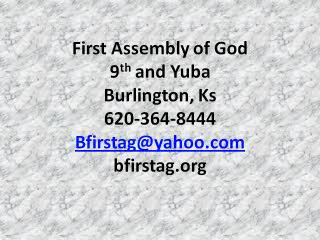 First Assembly of God
9th and Yuba
Burlington, Ks
620-364-8444
Bfirstag@yahoo.com
bfirstag.org